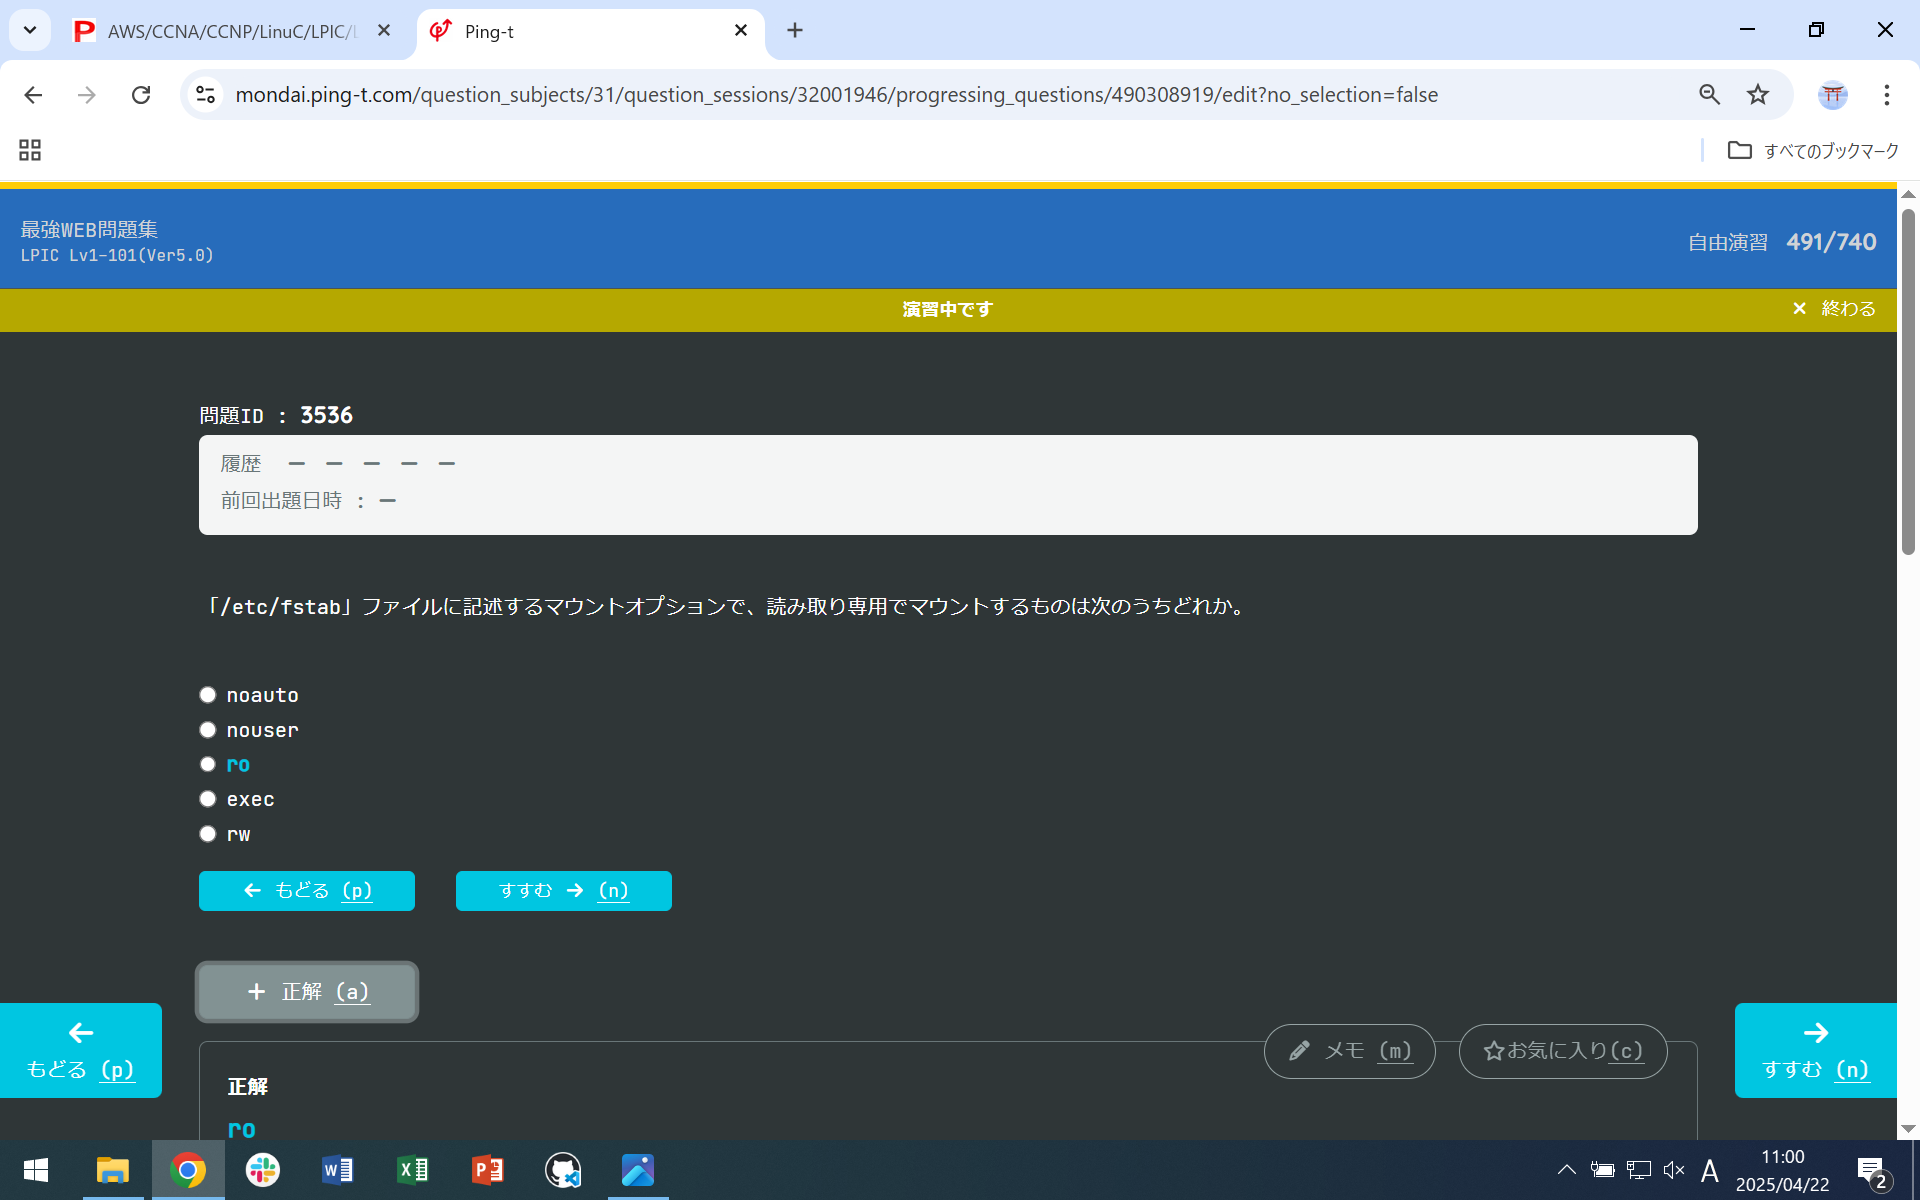 AWS/CCNA/CCNP/LinuC/LPIC/
Ping-t
mondai.ping-t.com/question_subjects/31/question_sessions/32001946/progressing_questions/490308919/edit?no_selection=false
すべてのブックマーク
最強WEB問題集
LPIC Lv1-101(Ver5.0)
自由演習 491/740
演習中です
× 終わる
問題ID : 3536
履歴 － － － － －
前回出題日時 : －
「/etc/fstab」ファイルに記述するマウントオプションで、読み取り専用でマウントするものは次のうちどれか。
noauto
nouser
ro
exec
rw
← もどる (p)
すすむ → (n)
+ 正解 (a)
メモ (m)
☆お気に入り(c)
←
もどる (p)
→
すすむ (n)
正解
ro
A
11:00
2025/04/22
2